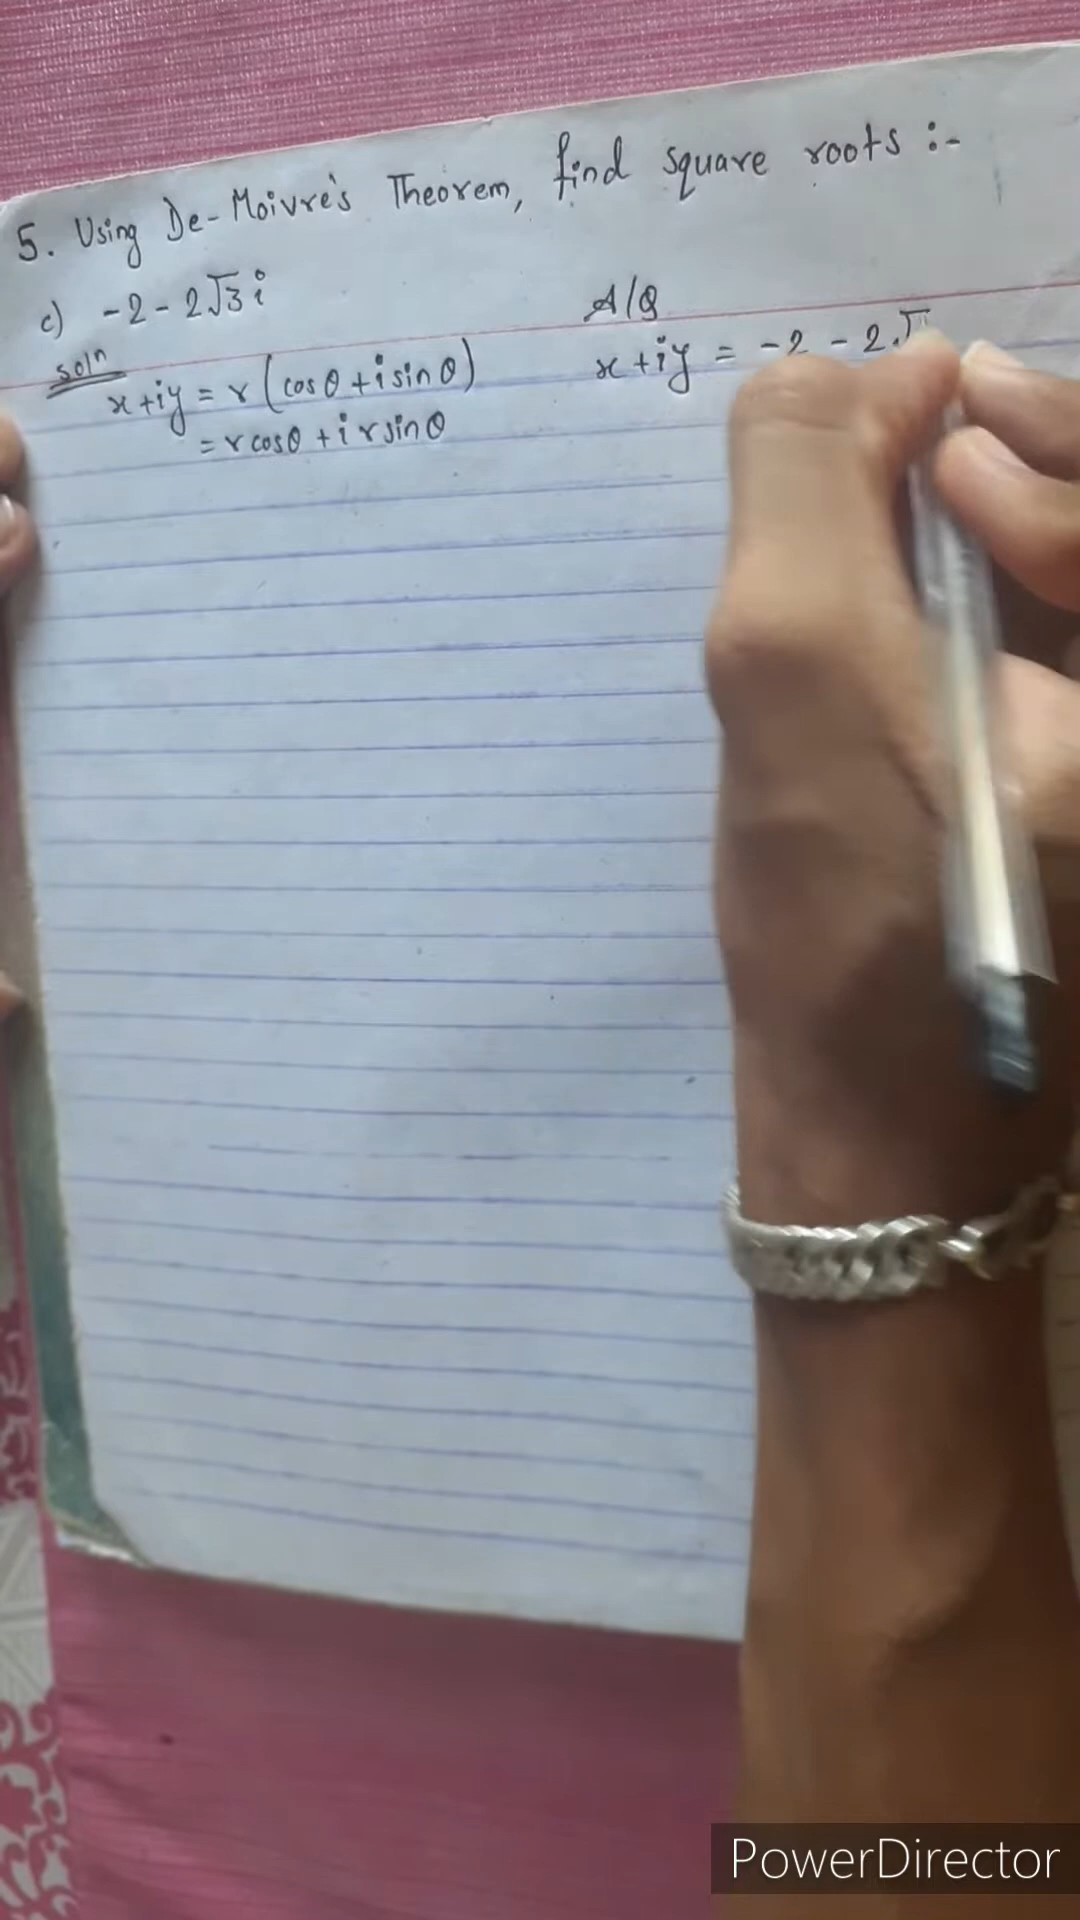 5. Using De-Moivre's Theorem, find square roots :-
c) -2 - 2√3 i
soln
x + iy = r (cos θ + i sin θ)
= r cos θ + i r sin θ
A/Q
x + iy = -2 - 2√
PowerDirector